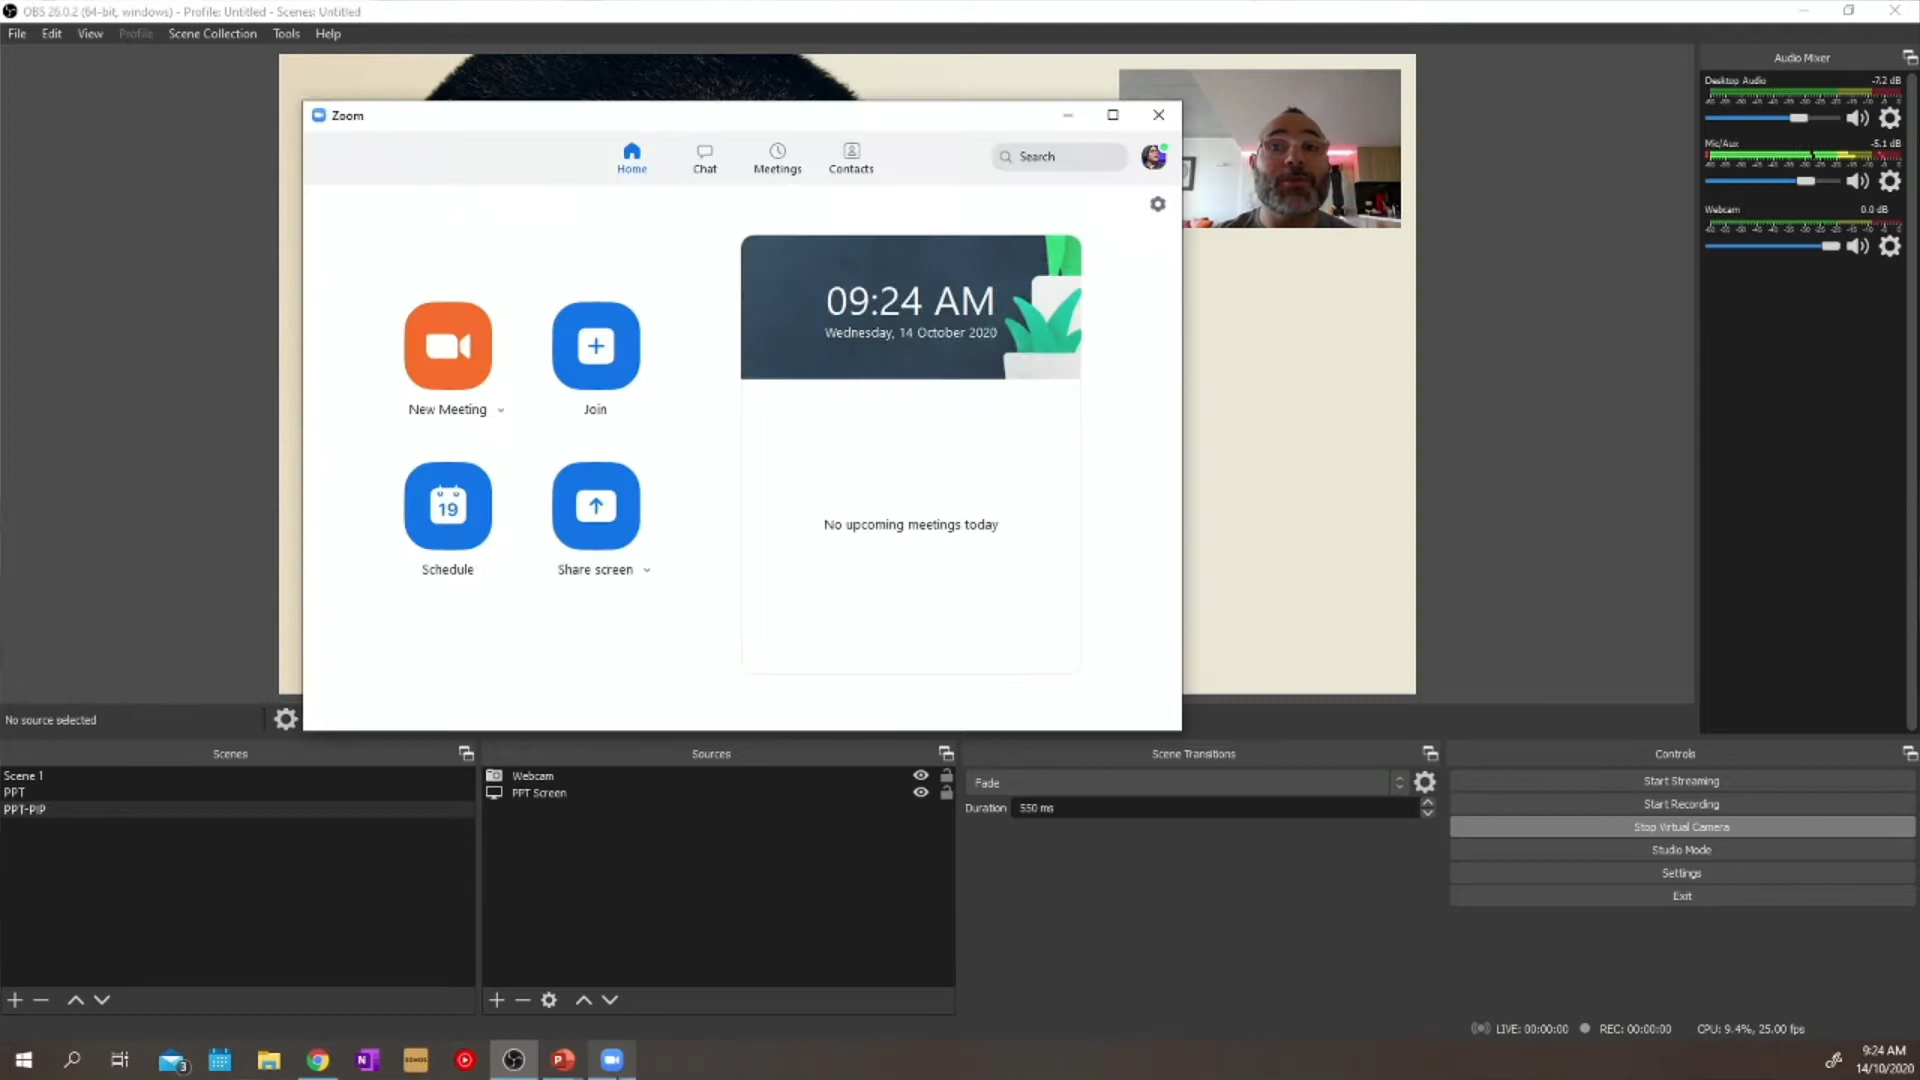 OBS 26.0.2 (64-bit, windows) - Profile: Untitled - Scenes: Untitled
File Edit View Profile Scene Collection Tools Help
Audio Mixer
Desktop Audio -7.2 dB
Mic/Aux -5.1 dB
Webcam 0.0 dB
Zoom
Home Chat Meetings Contacts
Search
09:24 AM
Wednesday, 14 October 2020
New Meeting Join
19
Schedule Share screen
No upcoming meetings today
No source selected
Scenes
Scene 1
PPT
PPT-PIP
Sources
Webcam
PPT Screen
Scene Transitions
Fade
Duration 550 ms
Controls
Start Streaming
Start Recording
Stop Virtual Camera
Studio Mode
Settings
Exit
LIVE: 00:00:00 REC: 00:00:00 CPU: 9.4%, 25.00 fps
3
N
SONOS
P
9:24 AM
14/10/2020